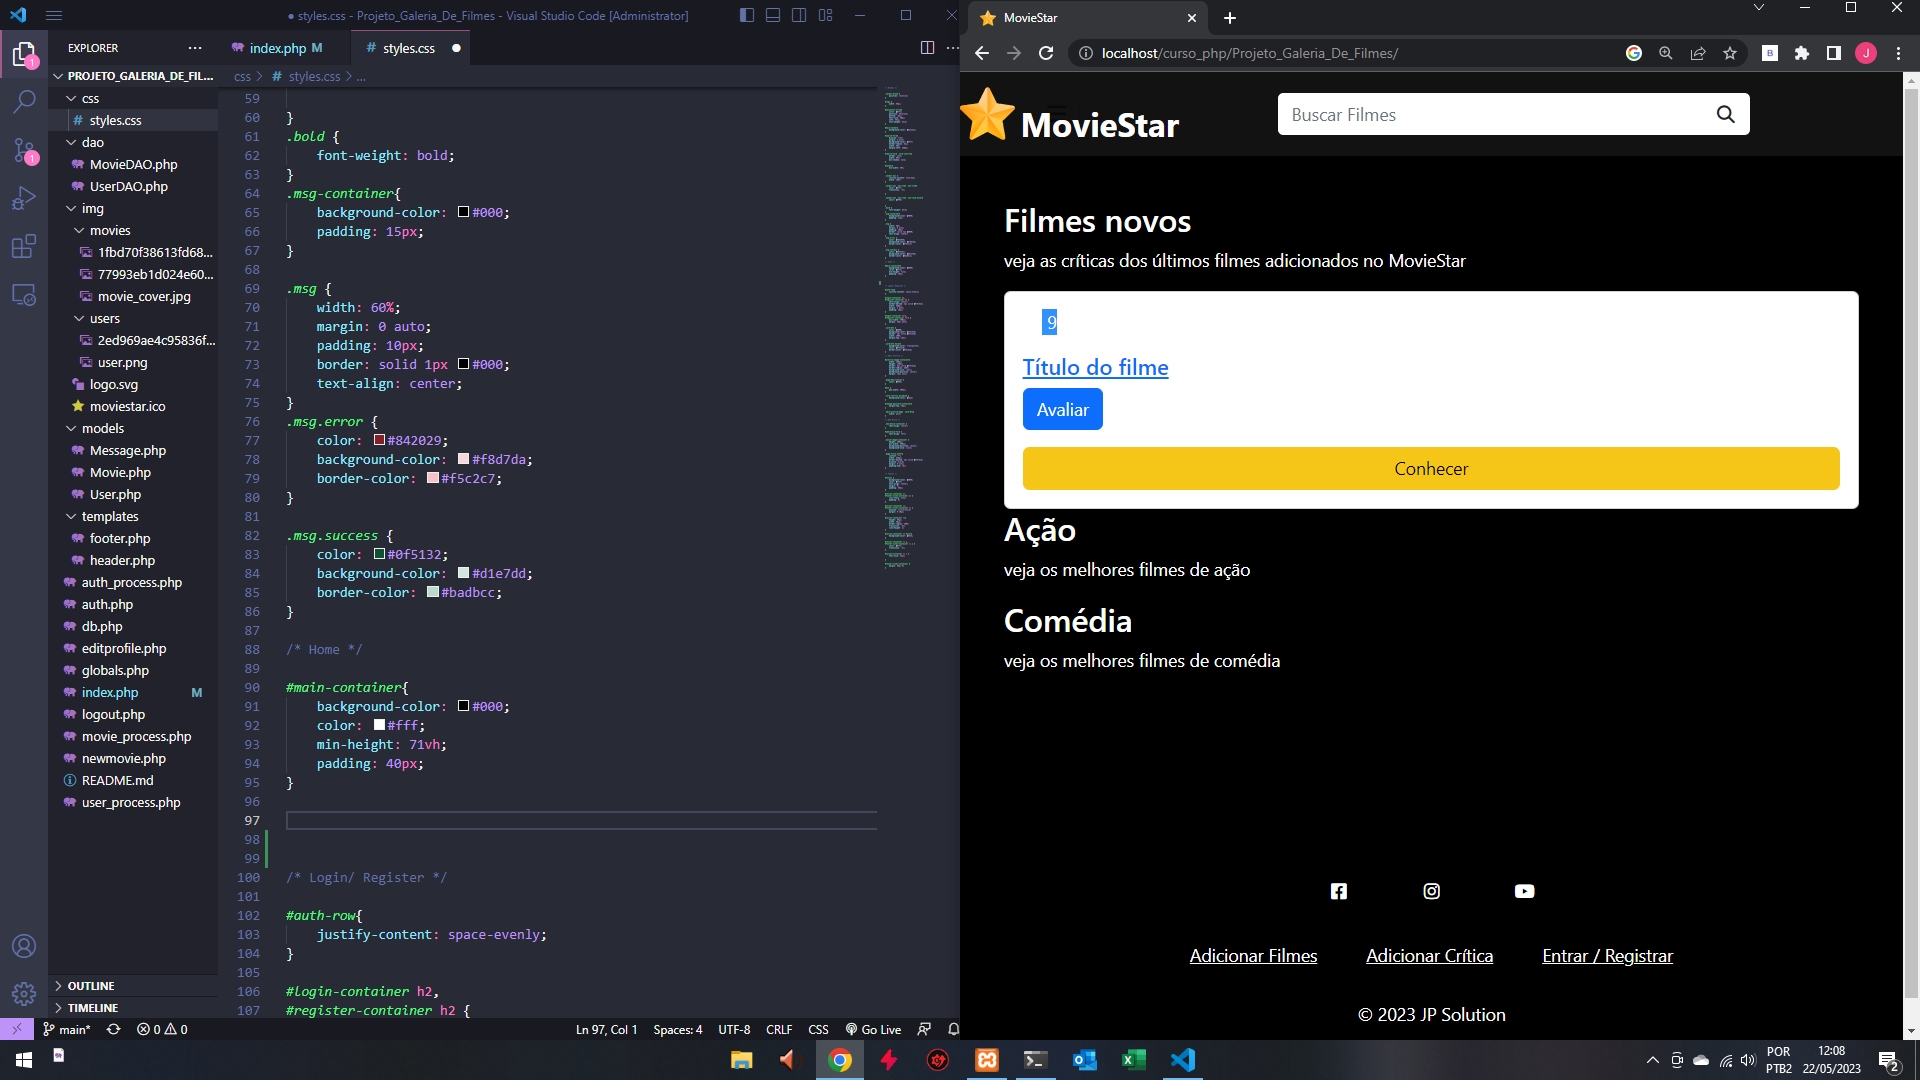 ● styles.css - Projeto_Galeria_De_Filmes - Visual Studio Code [Administrator]
EXPLORER
PROJETO_GALERIA_DE_FIL...
css
# styles.css
dao
MovieDAO.php
UserDAO.php
img
movies
1fbd70f38613fd68...
77993eb1d024e60...
movie_cover.jpg
users
2ed969ae4c95836f...
user.png
logo.svg
moviestar.ico
models
Message.php
Movie.php
User.php
templates
footer.php
header.php
auth_process.php
auth.php
db.php
editprofile.php
globals.php
index.php M
logout.php
movie_process.php
newmovie.php
README.md
user_process.php
OUTLINE
TIMELINE
index.php M
# styles.css ●
css > # styles.css > ...
59
60 }
61 .bold {
62 font-weight: bold;
63 }
64 .msg-container{
65 background-color: #000;
66 padding: 15px;
67 }
68
69 .msg {
70 width: 60%;
71 margin: 0 auto;
72 padding: 10px;
73 border: solid 1px #000;
74 text-align: center;
75 }
76 .msg.error {
77 color: #842029;
78 background-color: #f8d7da;
79 border-color: #f5c2c7;
80 }
81
82 .msg.success {
83 color: #0f5132;
84 background-color: #d1e7dd;
85 border-color: #badbcc;
86 }
87
88 /* Home */
89
90 #main-container{
91 background-color: #000;
92 color: #fff;
93 min-height: 71vh;
94 padding: 40px;
95 }
96
97
98
99
100 /* Login/ Register */
101
102 #auth-row{
103 justify-content: space-evenly;
104 }
105
106 #login-container h2,
107 #register-container h2 {
main* 0 0 Ln 97, Col 1 Spaces: 4 UTF-8 CRLF CSS Go Live
MovieStar
localhost/curso_php/Projeto_Galeria_De_Filmes/
J
MovieStar
Buscar Filmes
Filmes novos
veja as críticas dos últimos filmes adicionados no MovieStar
9
Título do filme
Avaliar
Conhecer
Ação
veja os melhores filmes de ação
Comédia
veja os melhores filmes de comédia
Adicionar Filmes
Adicionar Crítica
Entrar / Registrar
© 2023 JP Solution
POR
PTB2
12:08
22/05/2023
2